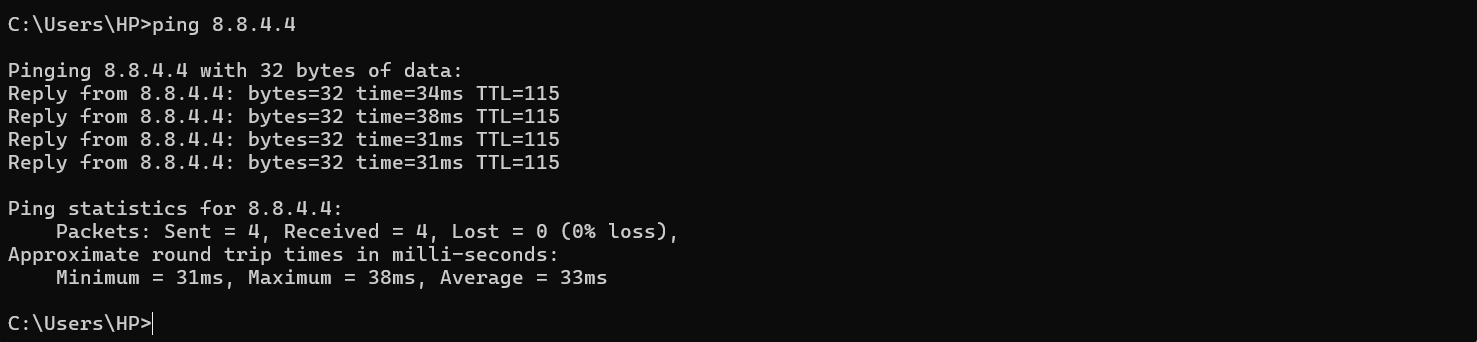 C:\Users\HP>ping 8.8.4.4
Pinging 8.8.4.4 with 32 bytes of data:
Reply from 8.8.4.4: bytes=32 time=34ms TTL=115
Reply from 8.8.4.4: bytes=32 time=38ms TTL=115
Reply from 8.8.4.4: bytes=32 time=31ms TTL=115
Reply from 8.8.4.4: bytes=32 time=31ms TTL=115
Ping statistics for 8.8.4.4:
    Packets: Sent = 4, Received = 4, Lost = 0 (0% loss),
Approximate round trip times in milli-seconds:
    Minimum = 31ms, Maximum = 38ms, Average = 33ms
C:\Users\HP>